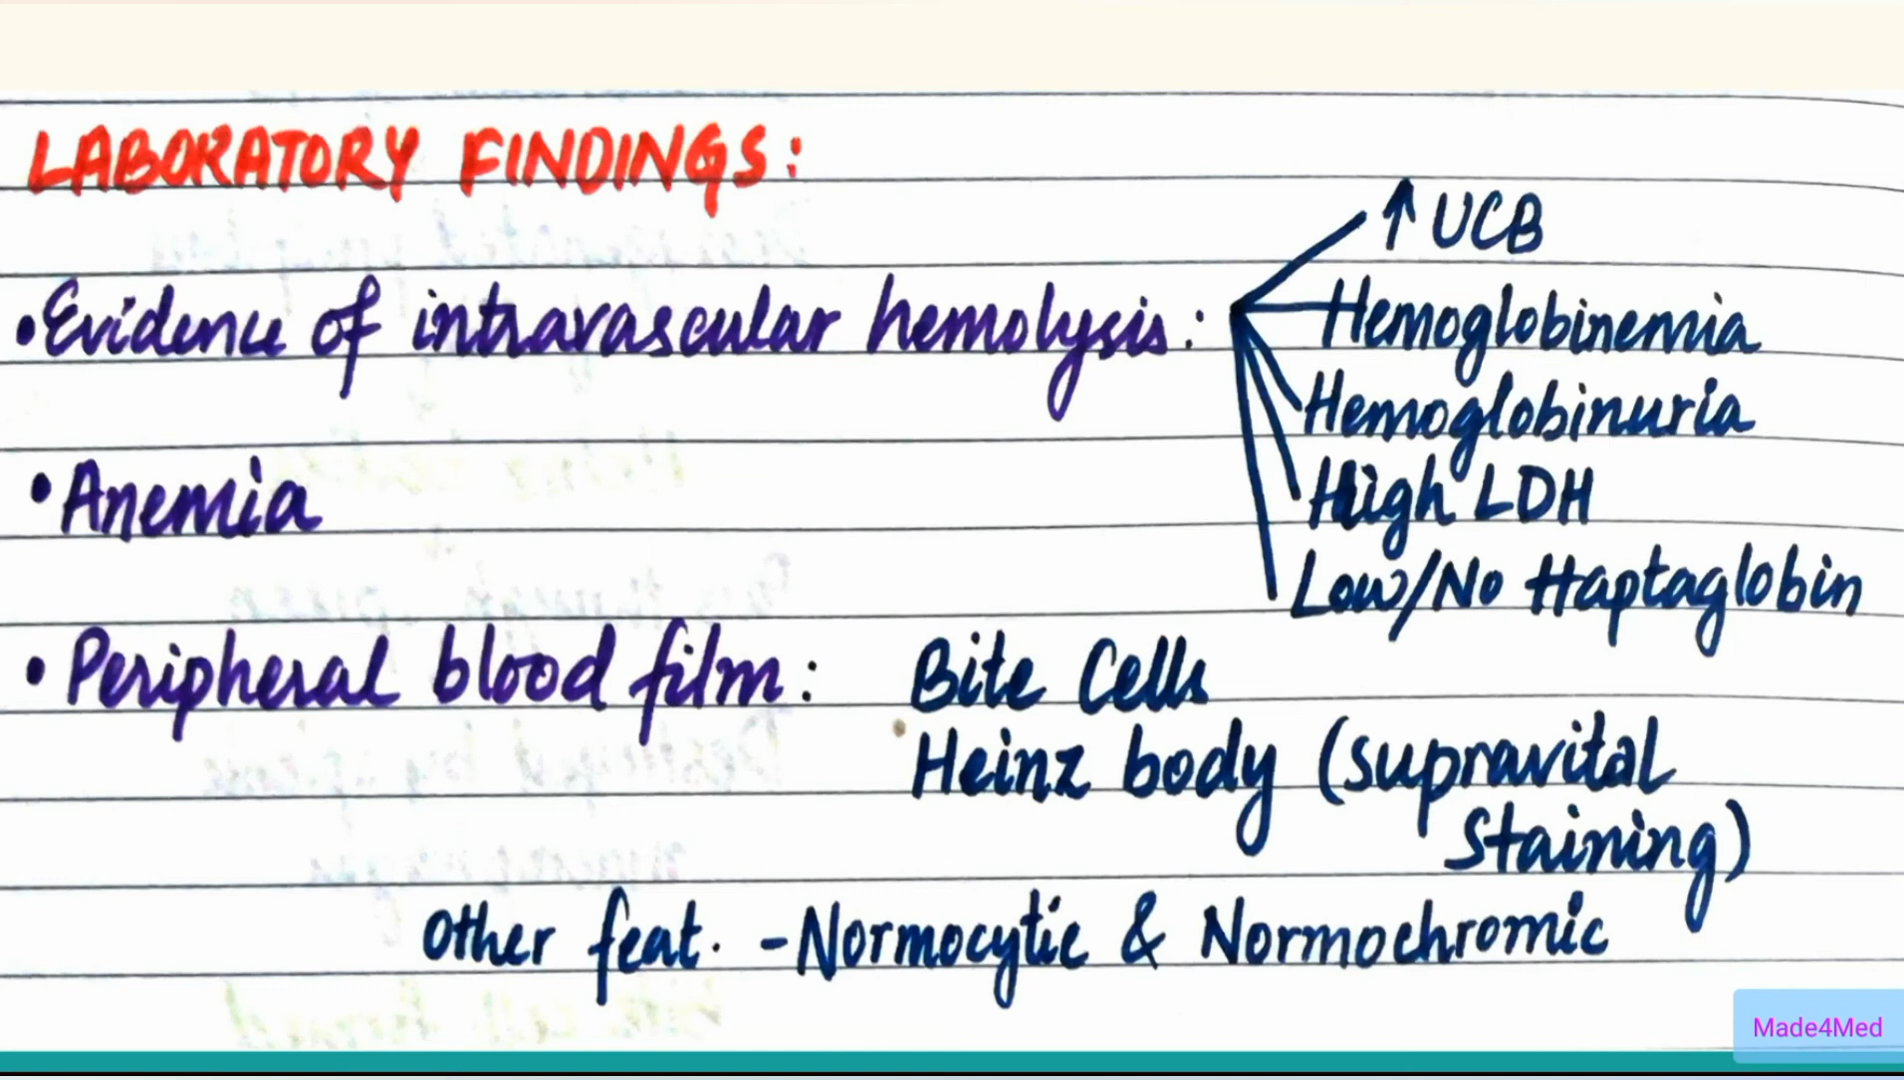 LABORATORY FINDINGS:
↑ UCB
• Evidence of intravascular hemolysis:
Hemoglobinemia
Hemoglobinuria
High LDH
• Anemia
Low/No Haptaglobin
• Peripheral blood film: Bite Cells
Heinz body (supravital
Staining)
Other feat. - Normocytic & Normochromic
Made4Med